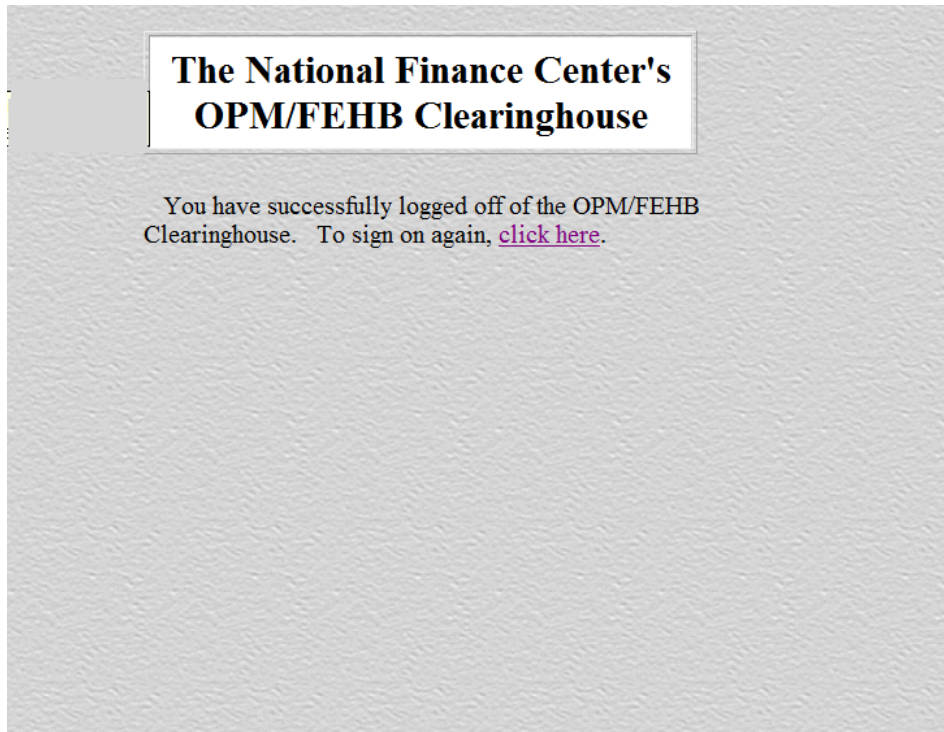 The National Finance Center's
OPM/FEHB Clearinghouse
You have successfully logged off of the OPM/FEHB
Clearinghouse.   To sign on again, click here.